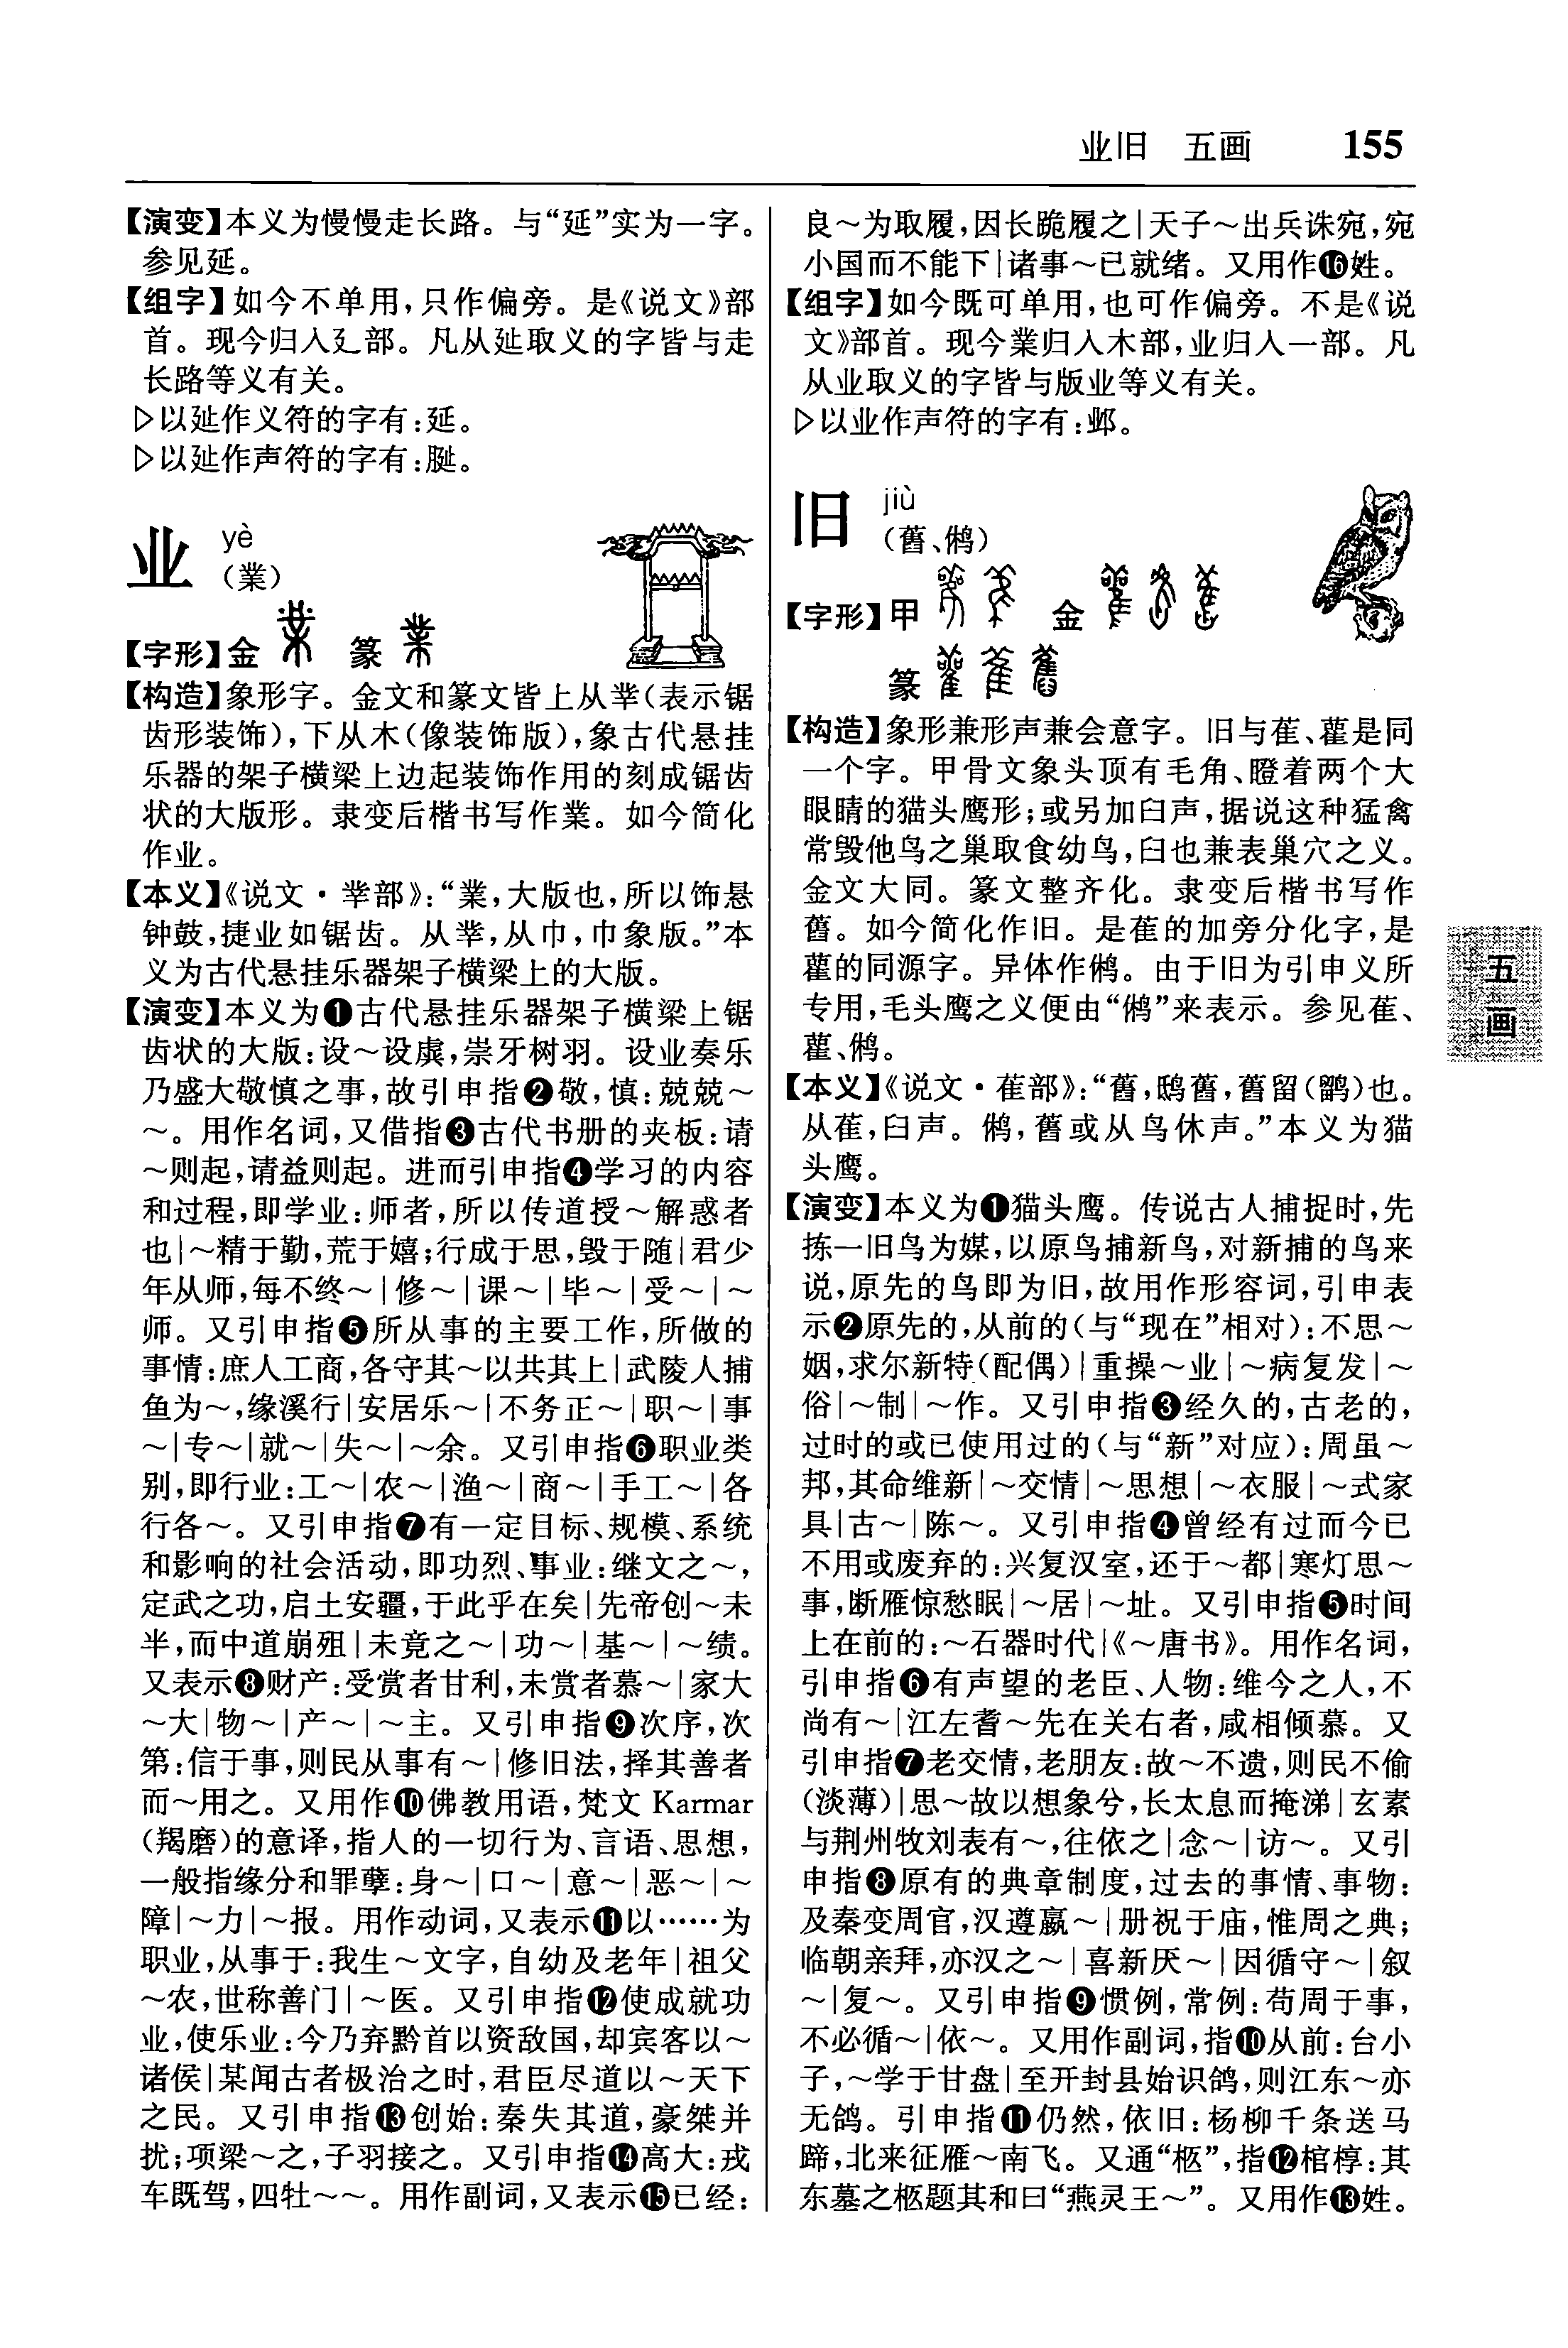 业旧 五画 155
【演变】本义为慢慢走长路。与“延”实为一字。
参见延。
【组字】如今不单用,只作偏旁。是《说文》部
首。现今归入廴部。凡从㢟取义的字皆与走
长路等义有关。
▷以㢟作义符的字有:延。
▷以延作声符的字有:脠。
业 yè
(業)
【字形】金 篆
【构造】象形字。金文和篆文皆上从丵(表示锯
齿形装饰),下从木(像装饰版),象古代悬挂
乐器的架子横梁上边起装饰作用的刻成锯齿
状的大版形。隶变后楷书写作業。如今简化
作业。
【本义】《说文·丵部》:“業,大版也,所以饰悬
钟鼓,捷业如锯齿。从丵,从巾,巾象版。”本
义为古代悬挂乐器架子横梁上的大版。
【演变】本义为❶古代悬挂乐器架子横梁上锯
齿状的大版:设～设虡,崇牙树羽。设业奏乐
乃盛大敬慎之事,故引申指❷敬,慎:兢兢～
～。用作名词,又借指❸古代书册的夹板:请
～则起,请益则起。进而引申指❹学习的内容
和过程,即学业:师者,所以传道授～解惑者
也|～精于勤,荒于嬉;行成于思,毁于随|君少
年从师,每不终～|修～|课～|毕～|受～|～
师。又引申指❺所从事的主要工作,所做的
事情:庶人工商,各守其～以共其上|武陵人捕
鱼为～,缘溪行|安居乐～|不务正～|职～|事
～|专～|就～|失～|～余。又引申指❻职业类
别,即行业:工～|农～|渔～|商～|手工～|各
行各～。又引申指❼有一定目标、规模、系统
和影响的社会活动,即功烈、事业:继文之～,
定武之功,启土安疆,于此乎在矣|先帝创～未
半,而中道崩殂|未竟之～|功～|基～|～绩。
又表示❽财产:受赏者甘利,未赏者慕～|家大
～大|物～|产～|～主。又引申指❾次序,次
第:信于事,则民从事有～|修旧法,择其善者
而～用之。又用作❿佛教用语,梵文 Karmar
(羯磨)的意译,指人的一切行为、言语、思想,
一般指缘分和罪孽:身～|口～|意～|恶～|～
障|～力|～报。用作动词,又表示⓫以……为
职业,从事于:我生～文字,自幼及老年|祖父
～农,世称善门|～医。又引申指⓬使成就功
业,使乐业:今乃弃黔首以资敌国,却宾客以～
诸侯|某闻古者极治之时,君臣尽道以～天下
之民。又引申指⓭创始:秦失其道,豪桀并
扰;项梁～之,子羽接之。又引申指⓮高大:戎
车既驾,四牡～～。用作副词,又表示⓯已经:
良～为取履,因长跪履之|天子～出兵诛宛,宛
小国而不能下|诸事～已就绪。又用作⓰姓。
【组字】如今既可单用,也可作偏旁。不是《说
文》部首。现今業归入木部,业归入一部。凡
从业取义的字皆与版业等义有关。
▷以业作声符的字有:邺。
旧 jiù
(舊、鸺)
【字形】甲 金
篆
【构造】象形兼形声兼会意字。旧与萑、雚是同
一个字。甲骨文象头顶有毛角、瞪着两个大
眼睛的猫头鹰形;或另加臼声,据说这种猛禽
常毁他鸟之巢取食幼鸟,臼也兼表巢穴之义。
金文大同。篆文整齐化。隶变后楷书写作
舊。如今简化作旧。是萑的加旁分化字,是
雚的同源字。异体作鸺。由于旧为引申义所
专用,毛头鹰之义便由“鸺”来表示。参见萑、
雚、鸺。
【本义】《说文·萑部》:“舊,鸱舊,舊留(鹠)也。
从萑,臼声。鸺,舊或从鸟休声。”本义为猫
头鹰。
【演变】本义为❶猫头鹰。传说古人捕捉时,先
拣一旧鸟为媒,以原鸟捕新鸟,对新捕的鸟来
说,原先的鸟即为旧,故用作形容词,引申表
示❷原先的,从前的(与“现在”相对):不思～
姻,求尔新特(配偶)|重操～业|～病复发|～
俗|～制|～作。又引申指❸经久的,古老的,
过时的或已使用过的(与“新”对应):周虽～
邦,其命维新|～交情|～思想|～衣服|～式家
具|古～|陈～。又引申指❹曾经有过而今已
不用或废弃的:兴复汉室,还于～都|寒灯思～
事,断雁惊愁眠|～居|～址。又引申指❺时间
上在前的:～石器时代|《～唐书》。用作名词,
引申指❻有声望的老臣、人物:维今之人,不
尚有～|江左耆～先在关右者,咸相倾慕。又
引申指❼老交情,老朋友:故～不遗,则民不偷
(淡薄)|思～故以想象兮,长太息而掩涕|玄素
与荆州牧刘表有～,往依之|念～|访～。又引
申指❽原有的典章制度,过去的事情、事物:
及秦变周官,汉遵嬴～|册祝于庙,惟周之典;
临朝亲拜,亦汉之～|喜新厌～|因循守～|叙
～|复～。又引申指❾惯例,常例:苟周于事,
不必循～|依～。又用作副词,指❿从前:台小
子,～学于甘盘|至开封县始识鸽,则江东～亦
无鸽。引申指⓫仍然,依旧:杨柳千条送马
蹄,北来征雁～南飞。又通“柩”,指⓬棺椁:其
东墓之柩题其和曰“燕灵王～”。又用作⓭姓。
五
画